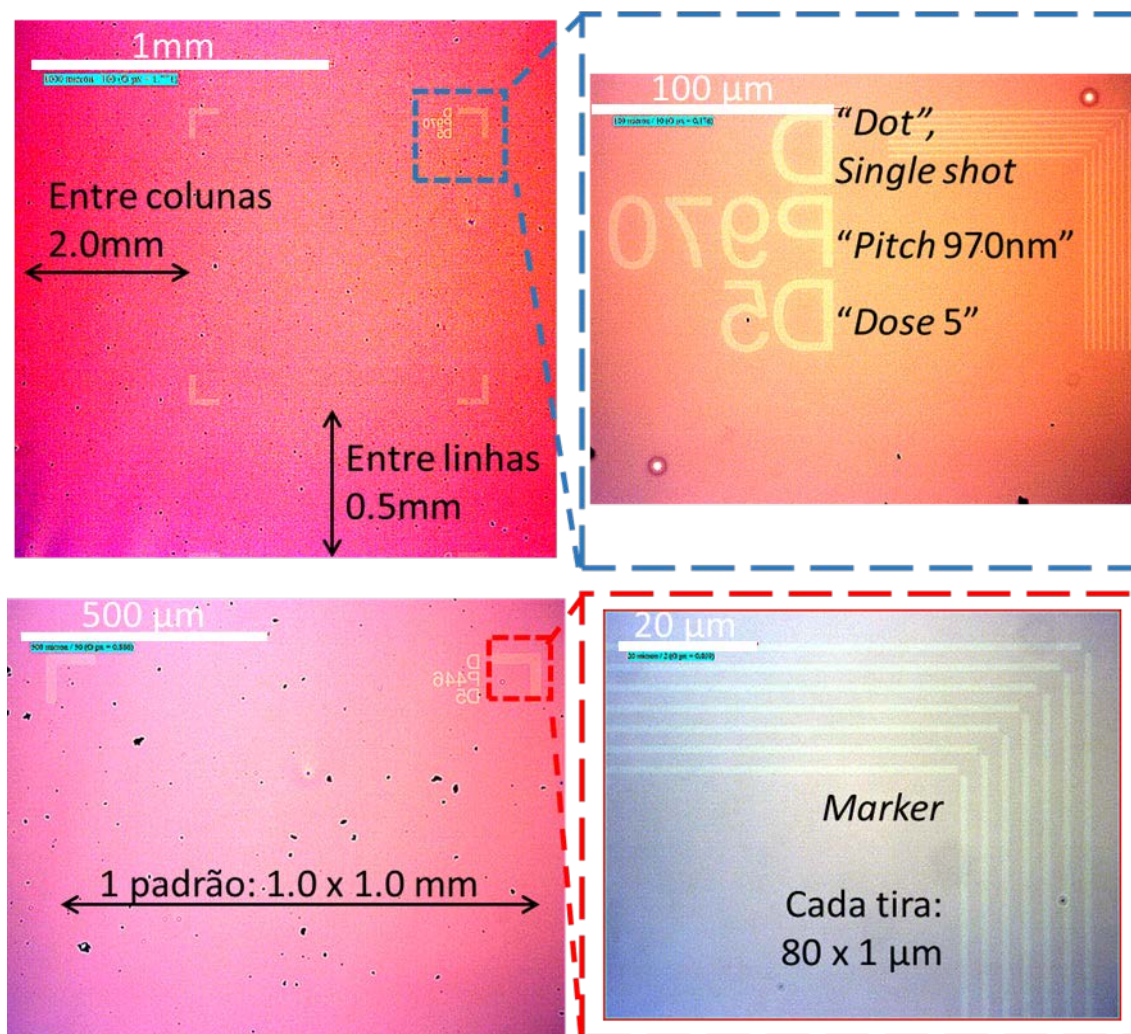 1mm
D
P970
D5
Entre colunas
2.0mm
Entre linhas
0.5mm
100 µm
D
P970
D5
“Dot”,
Single shot
“Pitch 970nm”
“Dose 5”
500 µm
D
P446
D5
1 padrão: 1.0 x 1.0 mm
20 µm
Marker
Cada tira:
80 x 1 µm